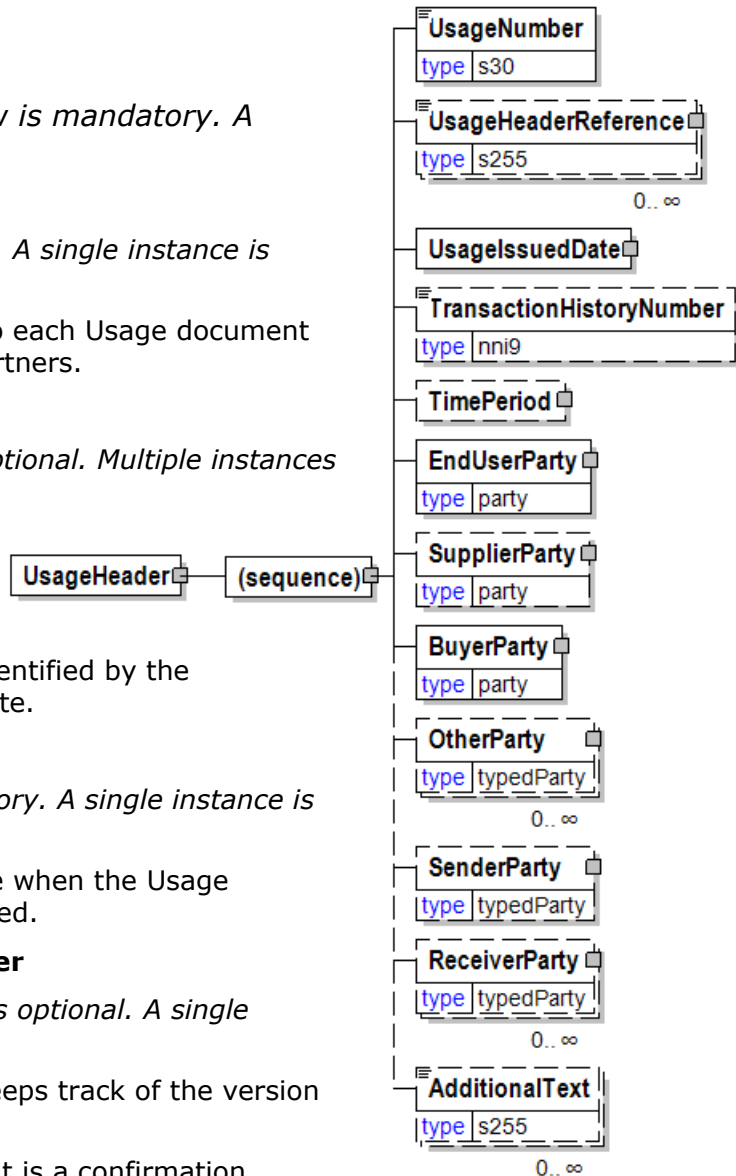 w is mandatory. A
A single instance is
o each Usage document
rtners.
ptional. Multiple instances
entified by the
te.
ory. A single instance is
e when the Usage
ed.
er
s optional. A single
eeps track of the version
t is a confirmation
UsageHeader
(sequence)
UsageNumber
type s30
UsageHeaderReference
type s255
0.. ∞
UsageIssuedDate
TransactionHistoryNumber
type nni9
TimePeriod
EndUserParty
type party
SupplierParty
type party
BuyerParty
type party
OtherParty
type typedParty
0.. ∞
SenderParty
type typedParty
ReceiverParty
type typedParty
0.. ∞
AdditionalText
type s255
0.. ∞